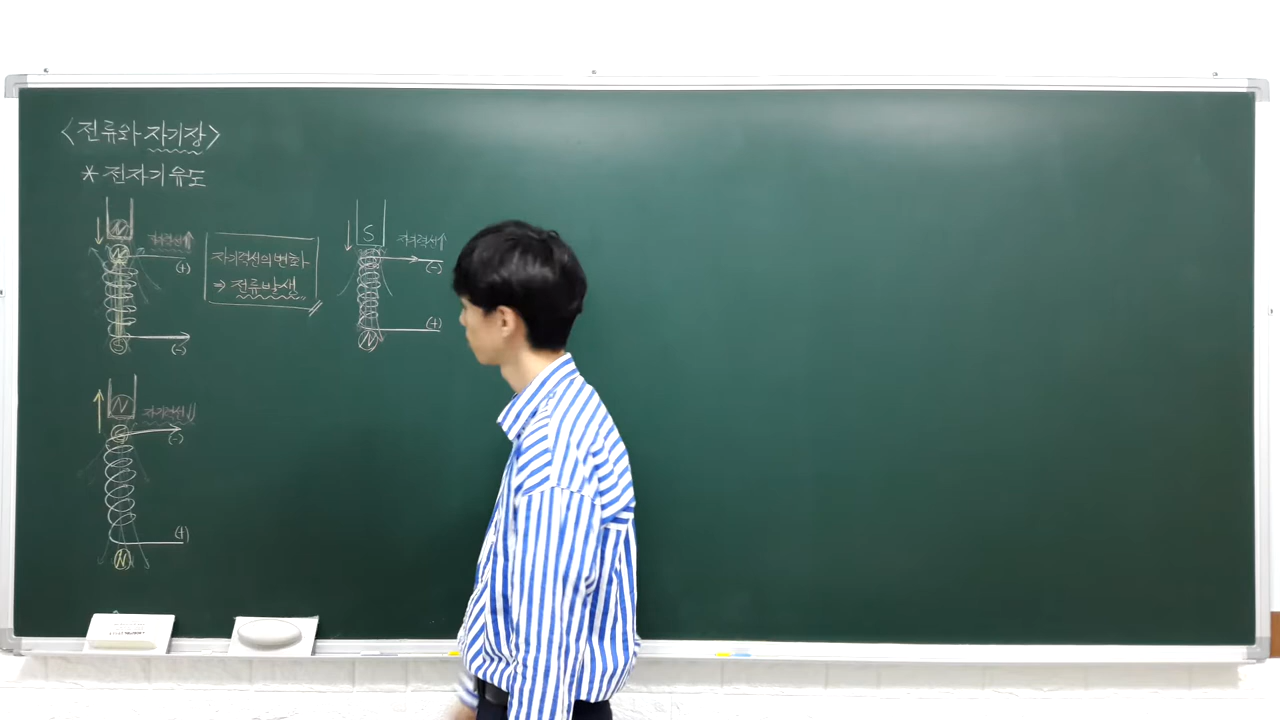 <전류와 자기장>
* 전자기유도
N
N
자기력선↑
(+)
S
(-)
자기력선의 변화
⇒ 전류발생
S
자기력선↑
(-)
(+)
N
N
자기력선↓
(-)
(+)
N